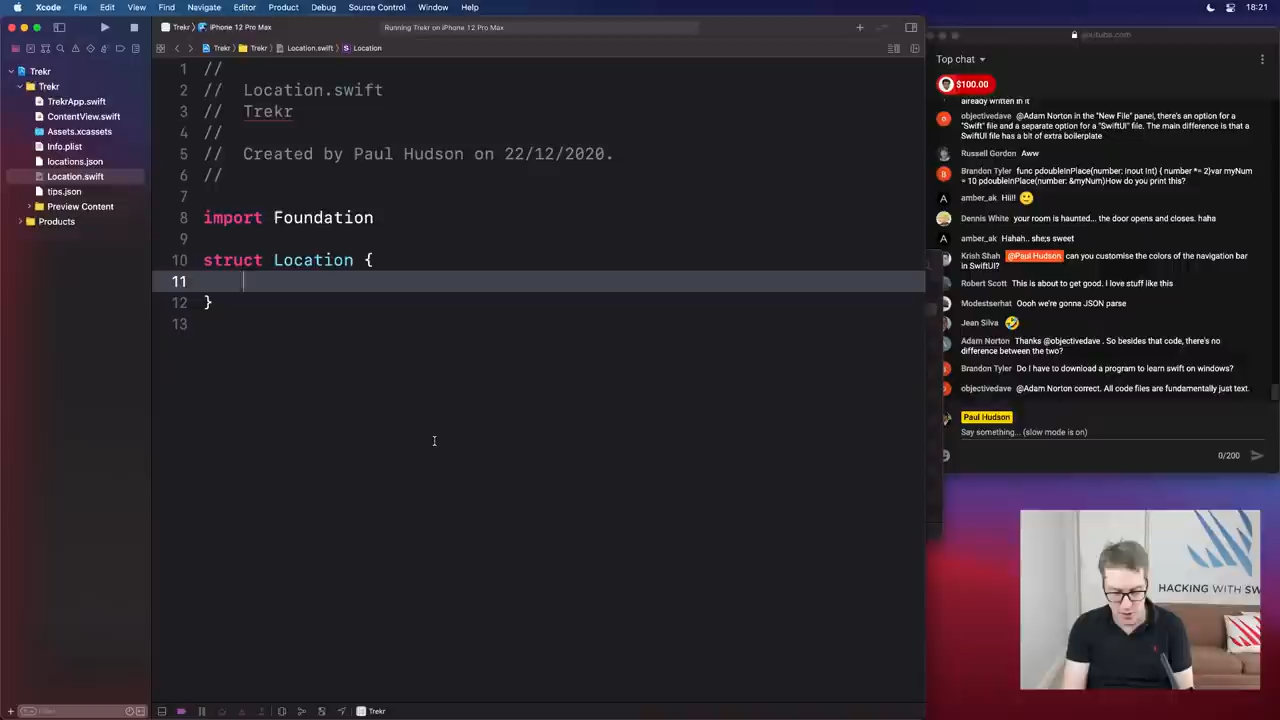 Xcode File Edit View Find Navigate Editor Product Debug Source Control Window Help 18:21
Trekr iPhone 12 Pro Max Running Trekr on iPhone 12 Pro Max
Trekr Trekr Location.swift Location
Trekr
Trekr
TrekrApp.swift
ContentView.swift
Assets.xcassets
Info.plist
locations.json
Location.swift
tips.json
Preview Content
Products
1 //
2 // Location.swift
3 // Trekr
4 //
5 // Created by Paul Hudson on 22/12/2020.
6 //
7
8 import Foundation
9
10 struct Location {
11
12 }
13
Trekr
Top chat
$100.00
already written in it
objectivedave @Adam Norton in the "New File" panel, there's an option for a
"Swift" file and a separate option for a "SwiftUI" file. The main difference is that a
SwiftUI file has a bit of extra boilerplate
Russell Gordon Aww
Brandon Tyler func pdoubleInPlace(number: inout Int) { number *= 2}var myNum
= 10 pdoubleInPlace(number: &myNum)How do you print this?
amber_ak Hiii!
Dennis White your room is haunted... the door opens and closes. haha
amber_ak Hahah.. she;s sweet
Krish Shah @Paul Hudson can you customise the colors of the navigation bar
in SwiftUI?
Robert Scott This is about to get good. I love stuff like this
Modestserhat Oooh we're gonna JSON parse
Jean Silva
Adam Norton Thanks @objectivedave . So besides that code, there's no
difference between the two?
Brandon Tyler Do I have to download a program to learn swift on windows?
objectivedave @Adam Norton correct. All code files are fundamentally just text.
Paul Hudson
Say something... (slow mode is on)
0/200
HACKING WITH SW